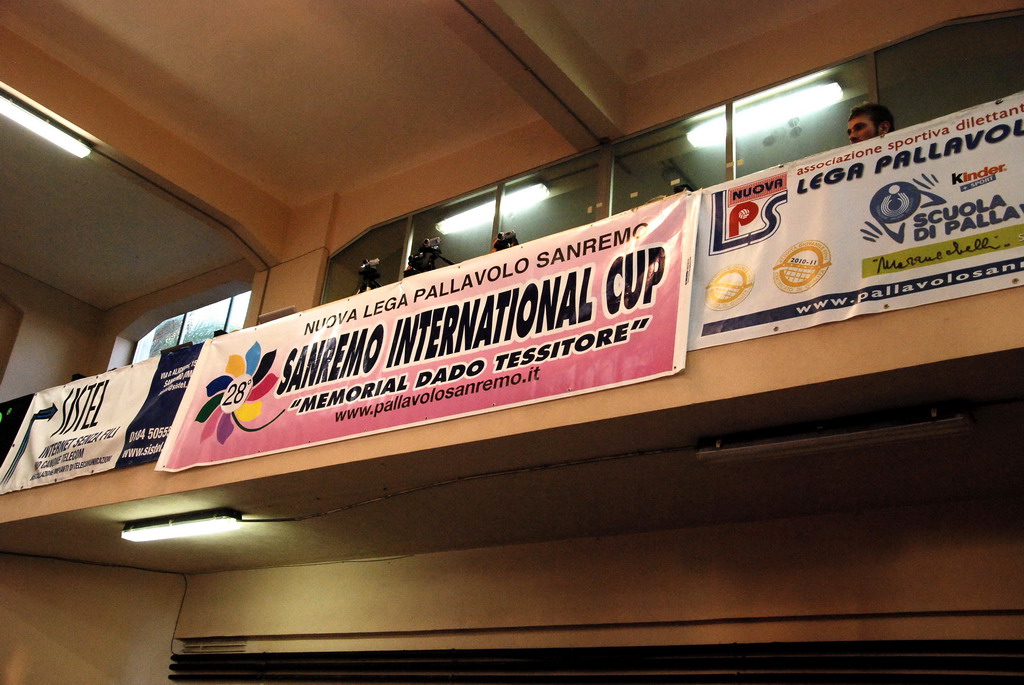 SISTEL
INTERNET SENZA FILI
NUOVA LEGA PALLAVOLO SANREMO
28°
SANREMO INTERNATIONAL CUP
"MEMORIAL DADO TESSITORE"
www.pallavolosanremo.it
NUOVA
LPS
2010-11
associazione sportiva dilettant
LEGA PALLAVOL
Kinder
+ SPORT
SCUOLA
DI PALLA
www.pallavolosan